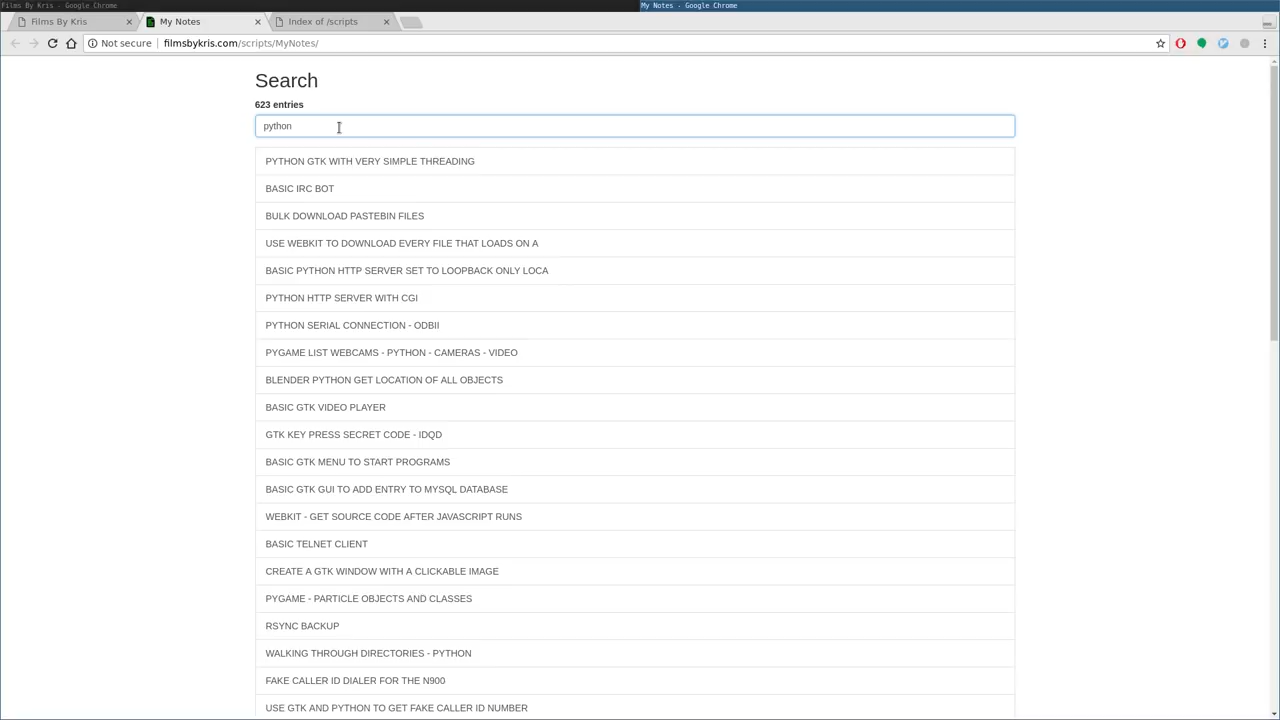 Films By Kris - Google Chrome
My Notes - Google Chrome
Films By Kris
My Notes
Index of /scripts
Not secure filmsbykris.com/scripts/MyNotes/
Search
623 entries
python
PYTHON GTK WITH VERY SIMPLE THREADING
BASIC IRC BOT
BULK DOWNLOAD PASTEBIN FILES
USE WEBKIT TO DOWNLOAD EVERY FILE THAT LOADS ON A
BASIC PYTHON HTTP SERVER SET TO LOOPBACK ONLY LOCA
PYTHON HTTP SERVER WITH CGI
PYTHON SERIAL CONNECTION - ODBII
PYGAME LIST WEBCAMS - PYTHON - CAMERAS - VIDEO
BLENDER PYTHON GET LOCATION OF ALL OBJECTS
BASIC GTK VIDEO PLAYER
GTK KEY PRESS SECRET CODE - IDQD
BASIC GTK MENU TO START PROGRAMS
BASIC GTK GUI TO ADD ENTRY TO MYSQL DATABASE
WEBKIT - GET SOURCE CODE AFTER JAVASCRIPT RUNS
BASIC TELNET CLIENT
CREATE A GTK WINDOW WITH A CLICKABLE IMAGE
PYGAME - PARTICLE OBJECTS AND CLASSES
RSYNC BACKUP
WALKING THROUGH DIRECTORIES - PYTHON
FAKE CALLER ID DIALER FOR THE N900
USE GTK AND PYTHON TO GET FAKE CALLER ID NUMBER